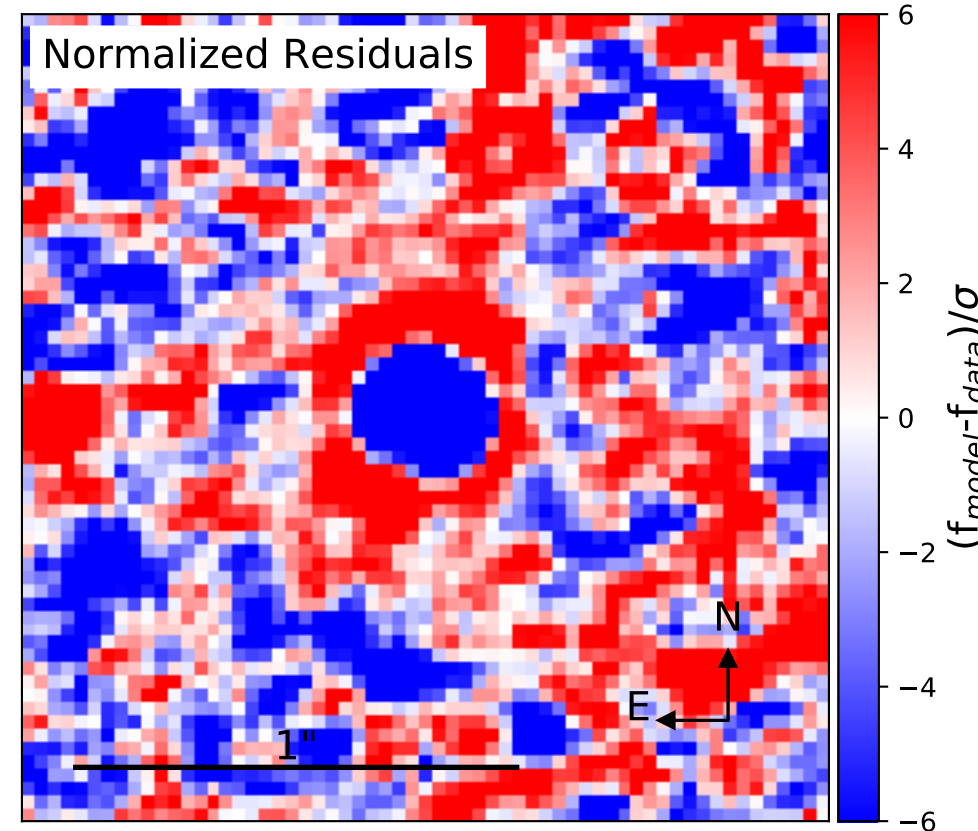 Normalized Residuals
6
4
2
0
−2
−4
−6
(f_model-f_data)/σ
N
E
1"